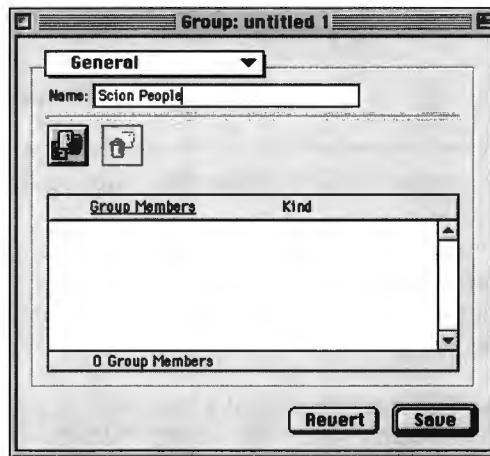 Group: untitled 1
General
Name: Scion People
Group Members Kind
0 Group Members
Revert Save